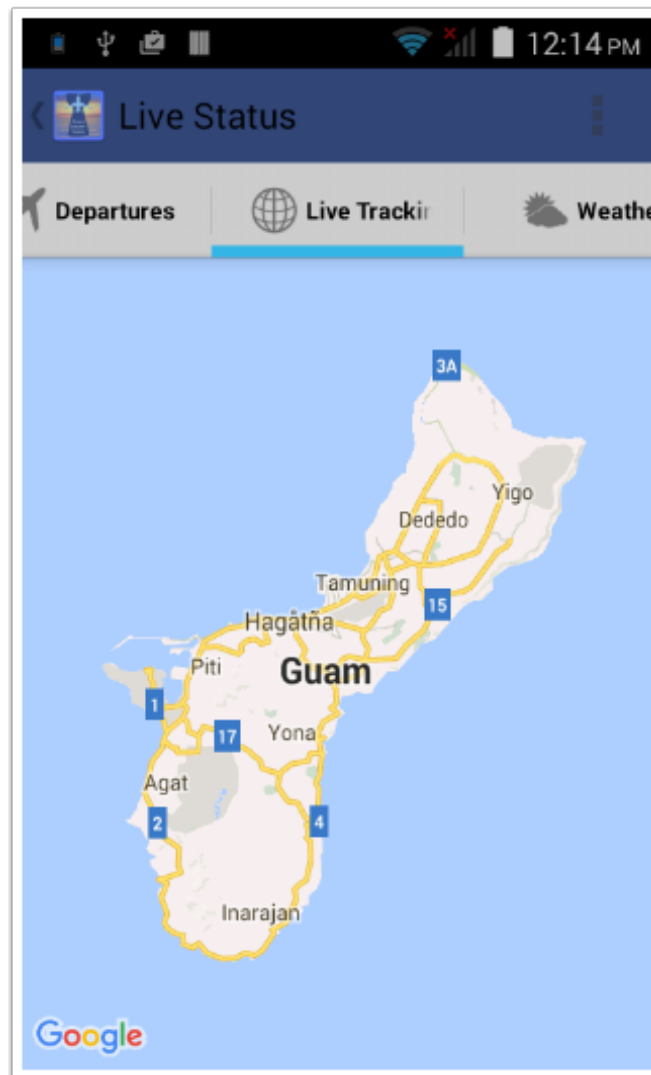 12:14 PM
Live Status
Departures
Live Trackin
Weathe
3A
Yigo
Dededo
Tamuning
15
Hagåtña
Piti
Guam
1
17
Yona
Agat
2
4
Inarajan
Google